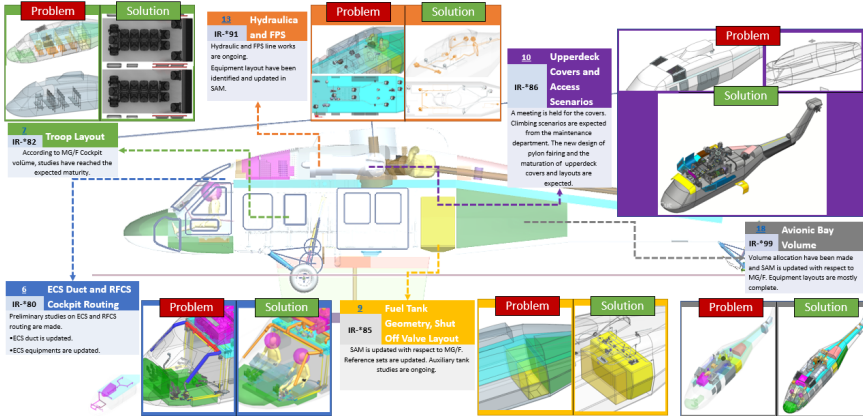 Problem
Solution
13
IR-*91
Hydraulica
and FPS
Hydraulic and FPS line works
are ongoing.
Equipment layout have been
identified and updated in
SAM.
Problem
Solution
10
IR-*86
Upperdeck
Covers and
Access
Scenarios
A meeting is held for the covers.
Climbing scenarios are expected
from the maintenance
department. The new design of
pylon fairing and the
maturation of upperdeck
covers and layouts are
expected.
Problem
Solution
7
IR-*82
Troop Layout
According to MG/F Cockpit
volüme, studies have reached the
expected maturity.
18
IR-*99
Avionic Bay
Volume
Volume allocation have been made
and SAM is updated with respect to
MG/F. Equipment layouts are mostly
complete.
6
IR-*80
ECS Duct and RFCS
Cockpit Routing
Preliminary studies on ECS and RFCS
routing are made.
•ECS duct is updated.
•ECS equipments are updated.
Problem
Solution
9
IR-*85
Fuel Tank
Geometry, Shut
Off Valve Layout
SAM is updated with respect to MG/F.
Reference sets are updated. Auxiliary tank
studies are ongoing.
Problem
Solution
Problem
Solution